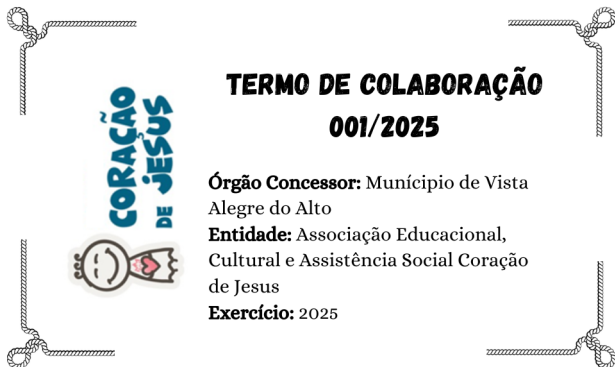 CORAÇÃO
DE JESUS
TERMO DE COLABORAÇÃO
001/2025
Órgão Concessor: Munícipio de Vista
Alegre do Alto
Entidade: Associação Educacional,
Cultural e Assistência Social Coração
de Jesus
Exercício: 2025